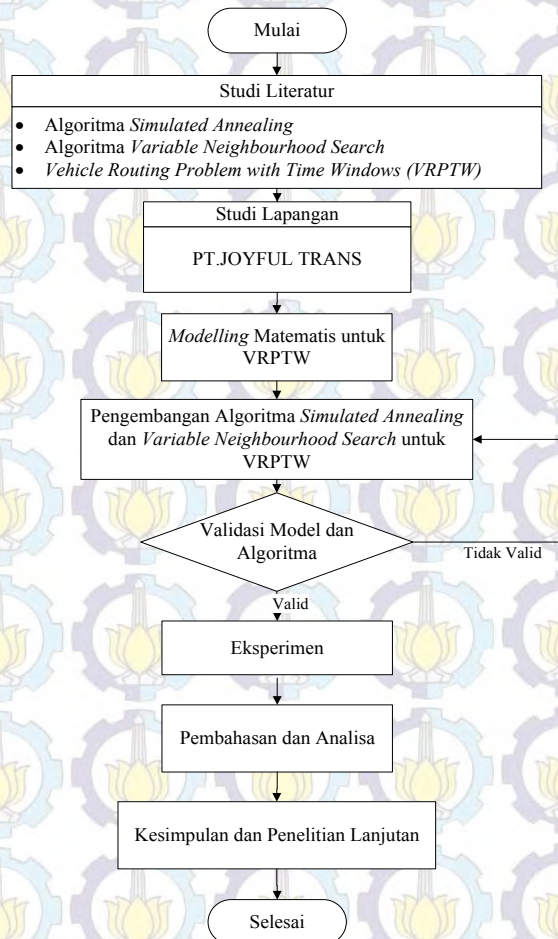 Mulai
Studi Literatur
• Algoritma Simulated Annealing
• Algoritma Variable Neighbourhood Search
• Vehicle Routing Problem with Time Windows (VRPTW)
Studi Lapangan
PT.JOYFUL TRANS
Modelling Matematis untuk
VRPTW
Pengembangan Algoritma Simulated Annealing
dan Variable Neighbourhood Search untuk
VRPTW
Validasi Model dan
Algoritma
Tidak Valid
Valid
Eksperimen
Pembahasan dan Analisa
Kesimpulan dan Penelitian Lanjutan
Selesai